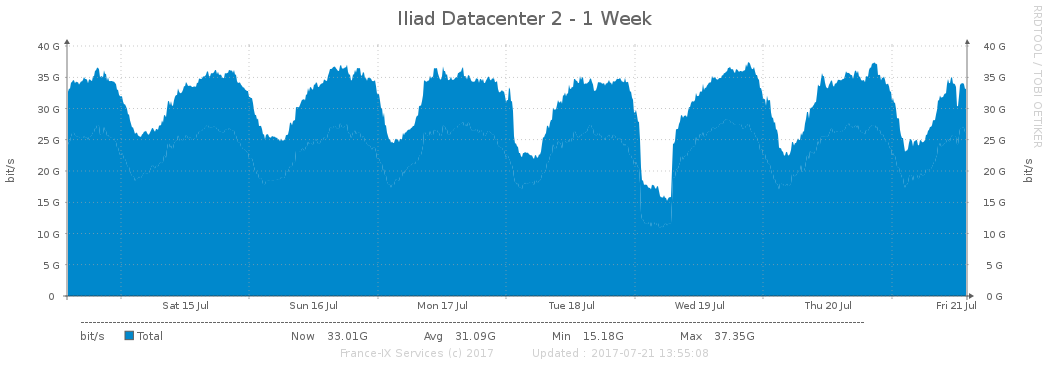 Iliad Datacenter 2 - 1 Week
RRDTOOL / TOBI OETIKER
40 G 40 G
35 G 35 G
30 G 30 G
25 G 25 G
20 G 20 G
15 G 15 G
10 G 10 G
5 G 5 G
0 0 G
bit/s
bit/s
Sat 15 Jul Sun 16 Jul Mon 17 Jul Tue 18 Jul Wed 19 Jul Thu 20 Jul Fri 21 Jul
bit/s Total Now 33.01G Avg 31.09G Min 15.18G Max 37.35G
France-IX Services (c) 2017 Updated : 2017-07-21 13:55:08